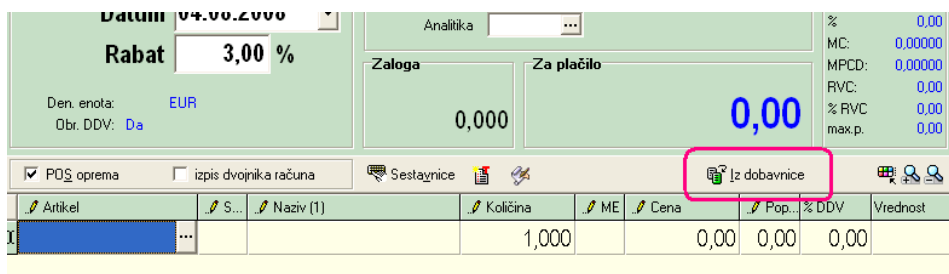 Datum 04.08.2008
Rabat 3,00 %
Den. enota: EUR
Obr. DDV: Da
Analitika ...
Zaloga
0,000
Za plačilo
0,00
% 0,00
MC: 0,00000
MPCD: 0,00000
RVC: 0,00
% RVC 0,00
max.p. 0,00
POS oprema izpis dvojnika računa Sestavnice Iz dobavnice
Artikel S... Naziv (1) Količina ME Cena Pop... % DDV Vrednost
... 1,000 0,00 0,00 0,00